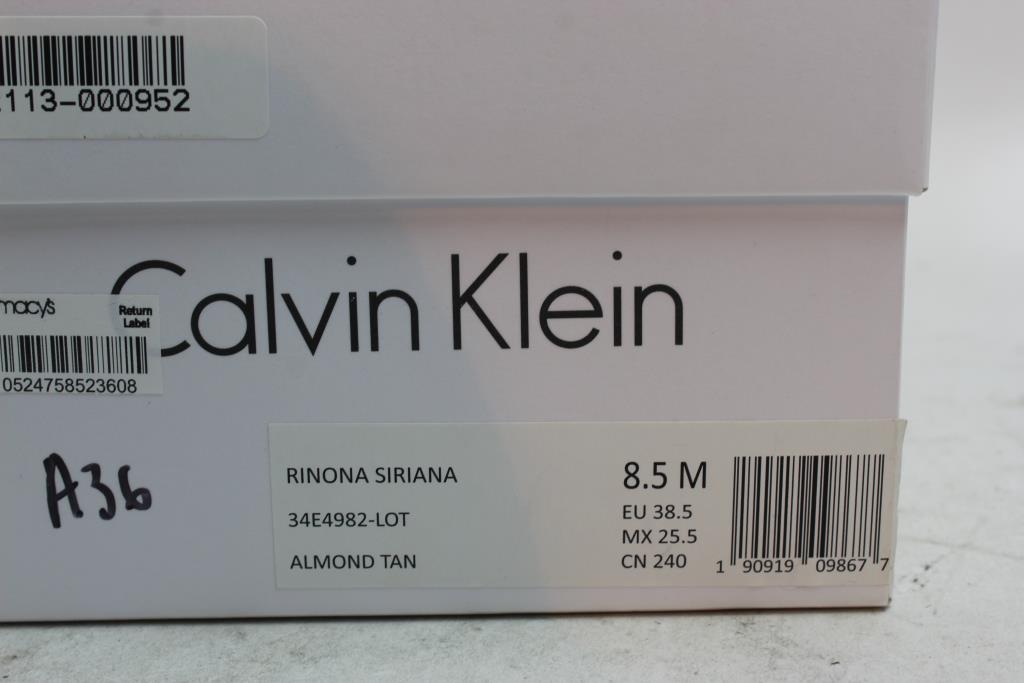 113-000952
Calvin Klein
macy's
Return
Label
0524758523608
A36
RINONA SIRIANA
34E4982-LOT
ALMOND TAN
8.5 M
EU 38.5
MX 25.5
CN 240
1 90919 09867 7